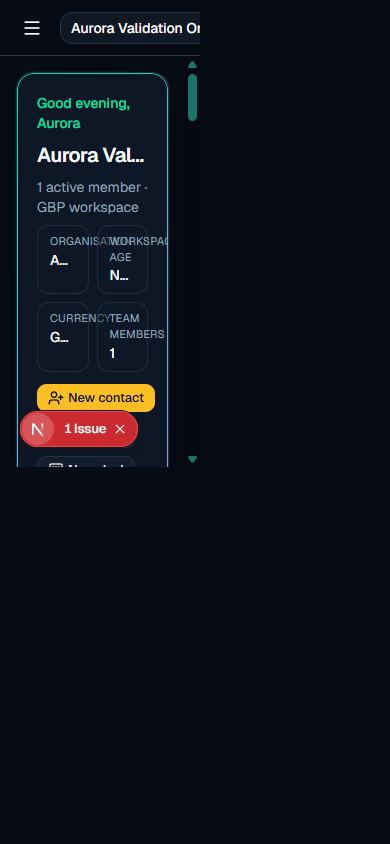 Aurora Validation Or
Good evening,
Aurora
Aurora Val...
1 active member ·
GBP workspace
ORGANISATION
A...
WORKSPAC
AGE
N...
CURRENCY
G...
TEAM
MEMBERS
1
New contact
N
1 Issue